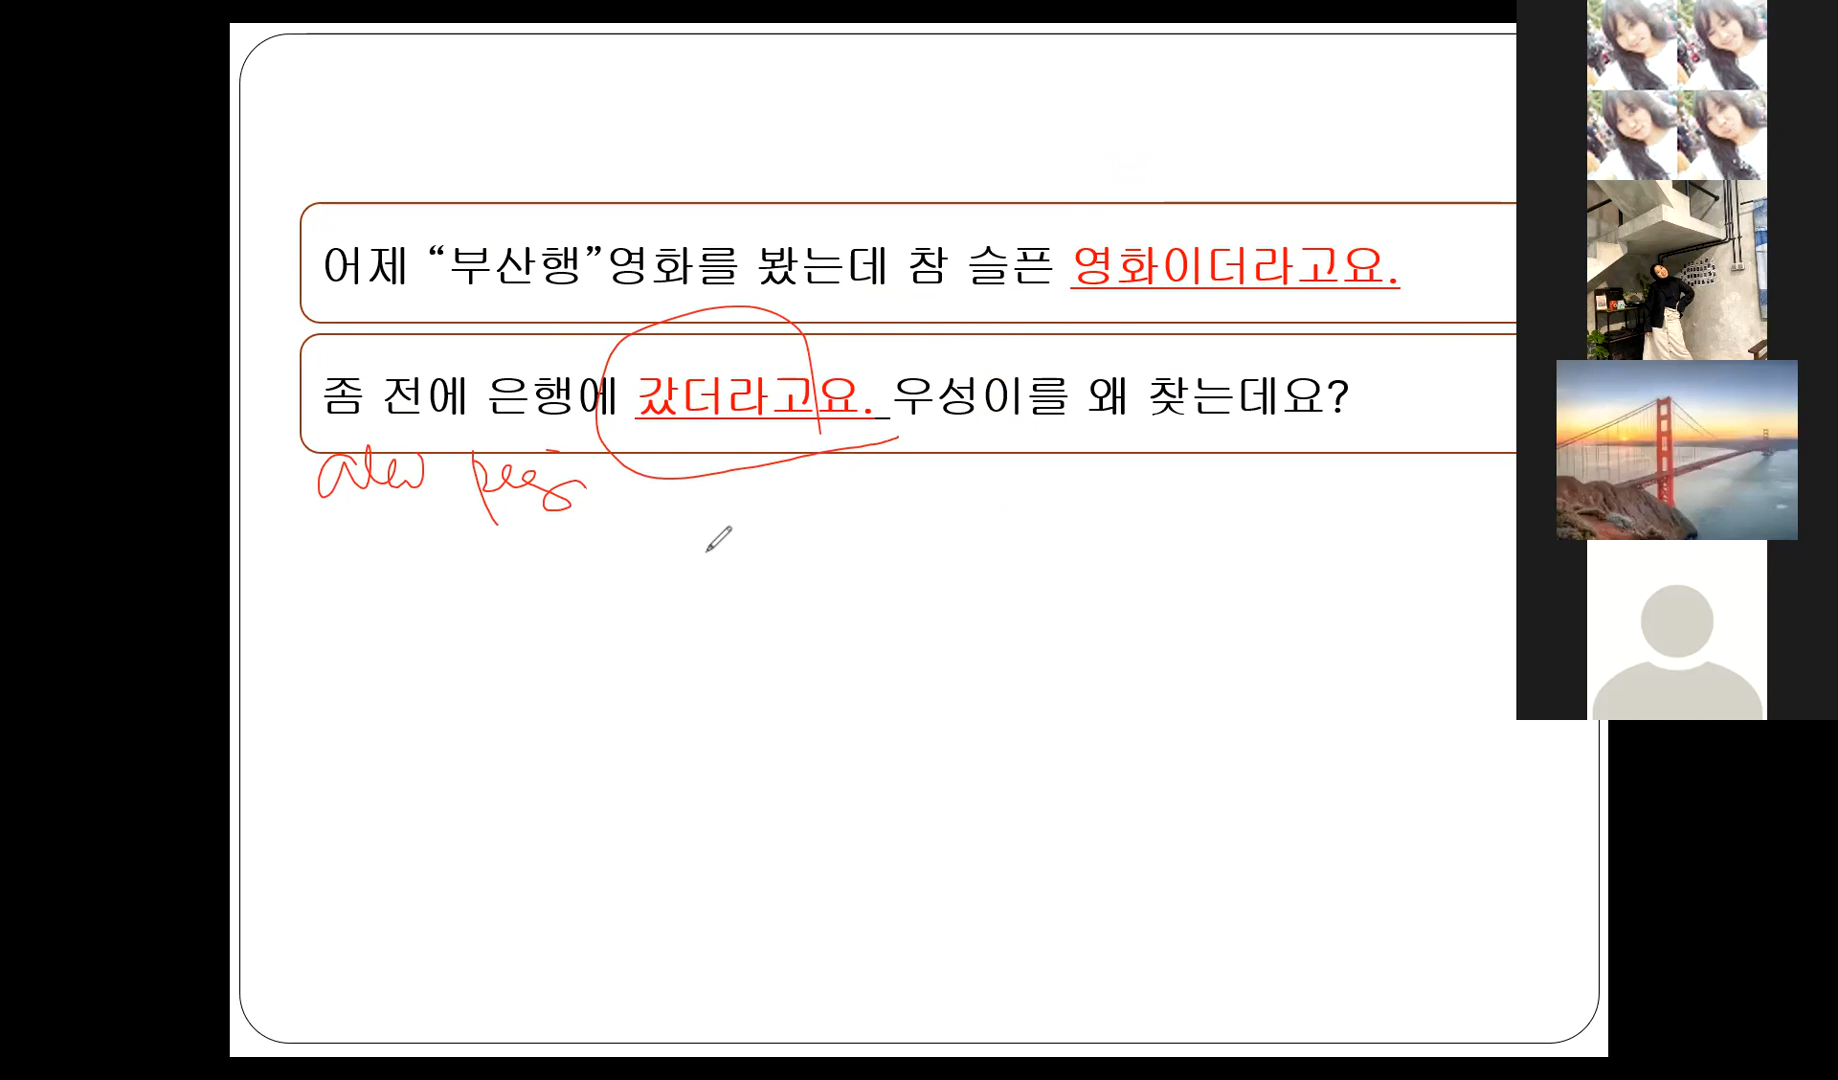 어제 “부산행”영화를 봤는데 참 슬픈 영화이더라고요.
좀 전에 은행에 갔더라고요. 우성이를 왜 찾는데요?